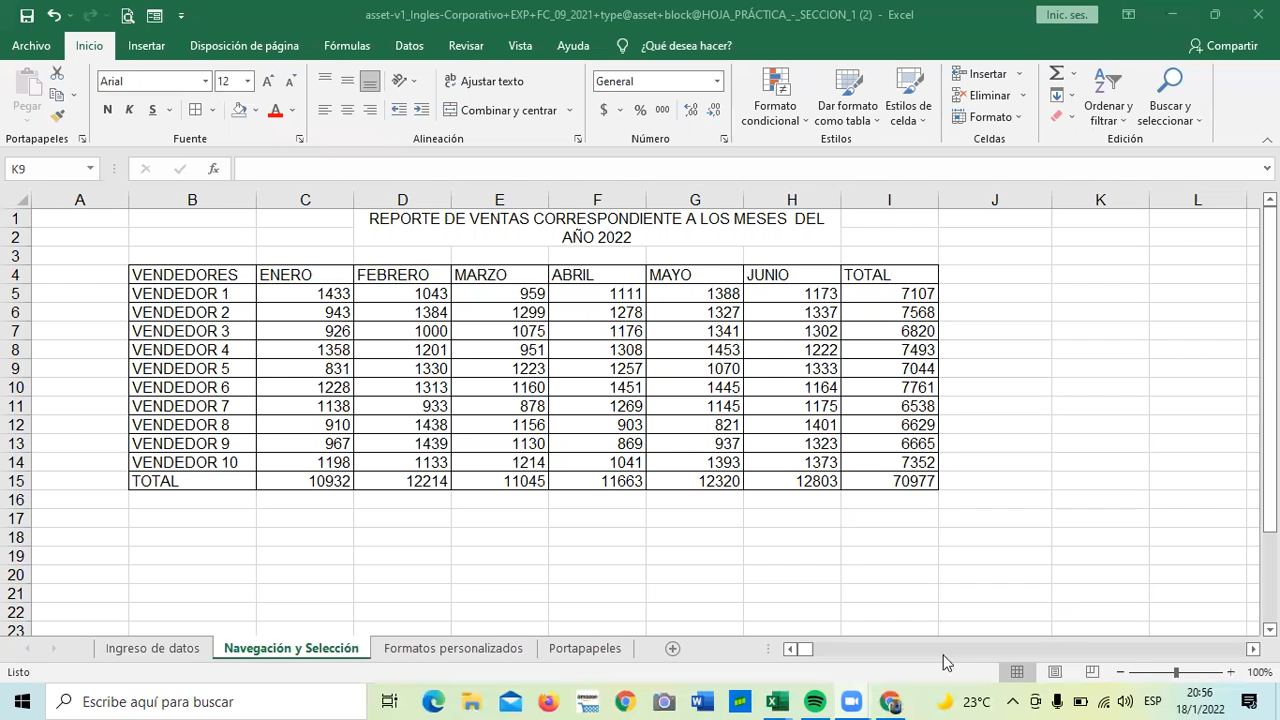 asset-v1_Ingles-Corporativo+EXP+FC_09_2021+type@asset+block@HOJA_PRÁCTICA_-_SECCION_1 (2) - Excel
Inic. ses.
Archivo Inicio Insertar Disposición de página Fórmulas Datos Revisar Vista Ayuda ¿Qué desea hacer? Compartir
Pegar
Arial 12
N K S
Ajustar texto
Combinar y centrar
General
$ % 000
Formato condicional
Dar formato como tabla
Estilos de celda
Insertar
Eliminar
Formato
Ordenar y filtrar
Buscar y seleccionar
Portapapeles Fuente Alineación Número Estilos Celdas Edición
K9 fx
A B C D E F G H I J K L
1 REPORTE DE VENTAS CORRESPONDIENTE A LOS MESES DEL
2 AÑO 2022
3
4 VENDEDORES ENERO FEBRERO MARZO ABRIL MAYO JUNIO TOTAL
5 VENDEDOR 1 1433 1043 959 1111 1388 1173 7107
6 VENDEDOR 2 943 1384 1299 1278 1327 1337 7568
7 VENDEDOR 3 926 1000 1075 1176 1341 1302 6820
8 VENDEDOR 4 1358 1201 951 1308 1453 1222 7493
9 VENDEDOR 5 831 1330 1223 1257 1070 1333 7044
10 VENDEDOR 6 1228 1313 1160 1451 1445 1164 7761
11 VENDEDOR 7 1138 933 878 1269 1145 1175 6538
12 VENDEDOR 8 910 1438 1156 903 821 1401 6629
13 VENDEDOR 9 967 1439 1130 869 937 1323 6665
14 VENDEDOR 10 1198 1133 1214 1041 1393 1373 7352
15 TOTAL 10932 12214 11045 11663 12320 12803 70977
16
17
18
19
20
21
22
23
Ingreso de datos Navegación y Selección Formatos personalizados Portapapeles
Listo 100%
Escribe aquí para buscar 23°C ESP 20:56
18/1/2022